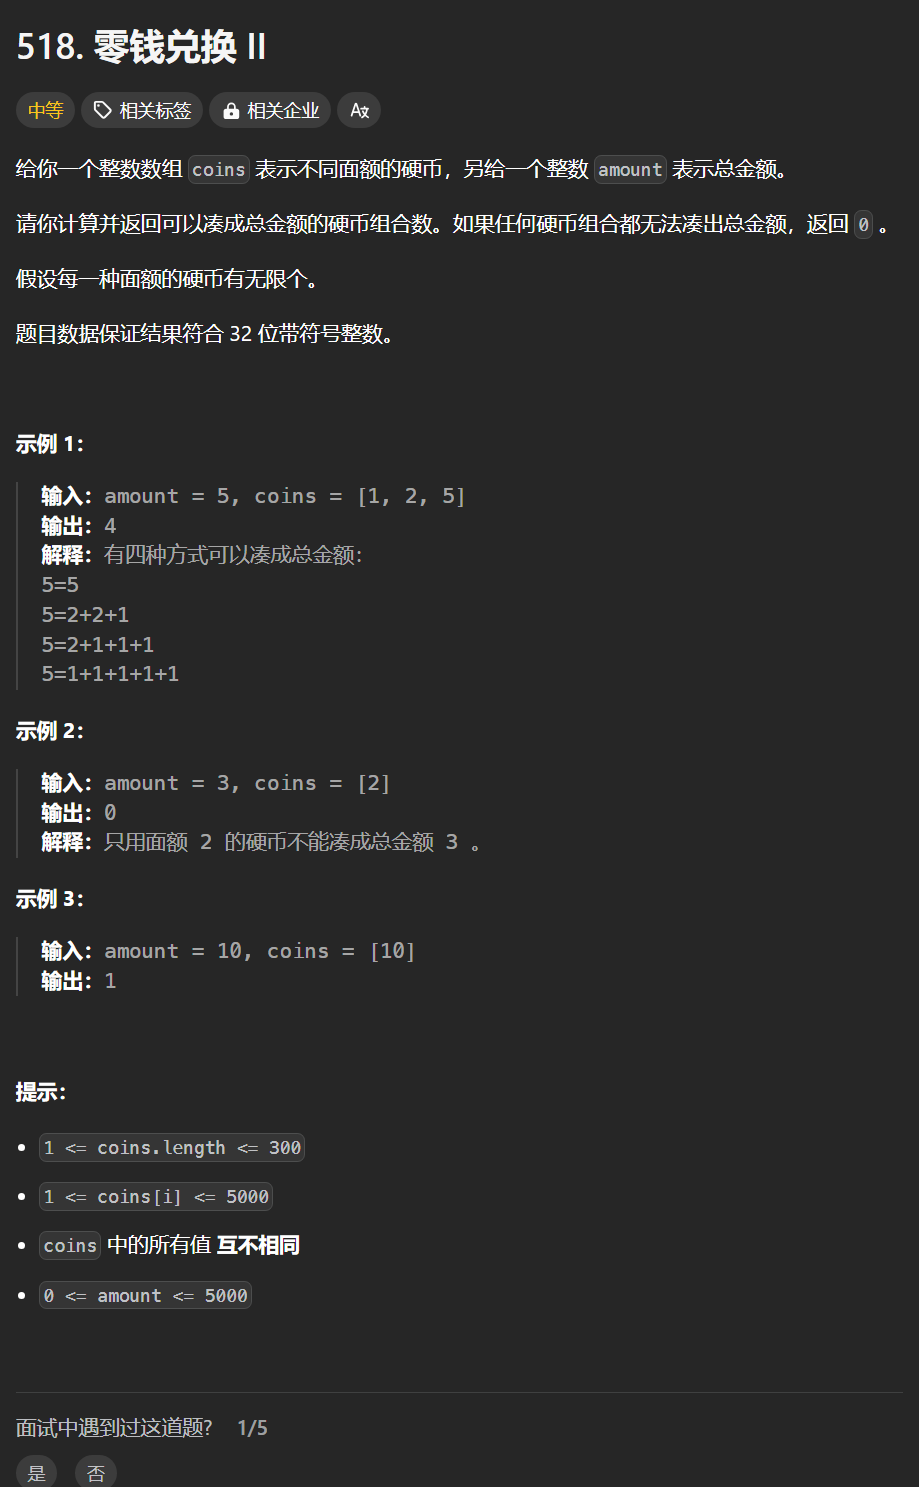 518. 零钱兑换 II
中等 相关标签 相关企业
给你一个整数数组 coins 表示不同面额的硬币，另给一个整数 amount 表示总金额。
请你计算并返回可以凑成总金额的硬币组合数。如果任何硬币组合都无法凑出总金额，返回 0 。
假设每一种面额的硬币有无限个。
题目数据保证结果符合 32 位带符号整数。
示例 1：
输入：amount = 5, coins = [1, 2, 5]
输出：4
解释：有四种方式可以凑成总金额：
5=5
5=2+2+1
5=2+1+1+1
5=1+1+1+1+1
示例 2：
输入：amount = 3, coins = [2]
输出：0
解释：只用面额 2 的硬币不能凑成总金额 3 。
示例 3：
输入：amount = 10, coins = [10]
输出：1
提示：
1 <= coins.length <= 300
1 <= coins[i] <= 5000
coins 中的所有值 互不相同
0 <= amount <= 5000
面试中遇到过这道题? 1/5
是 否